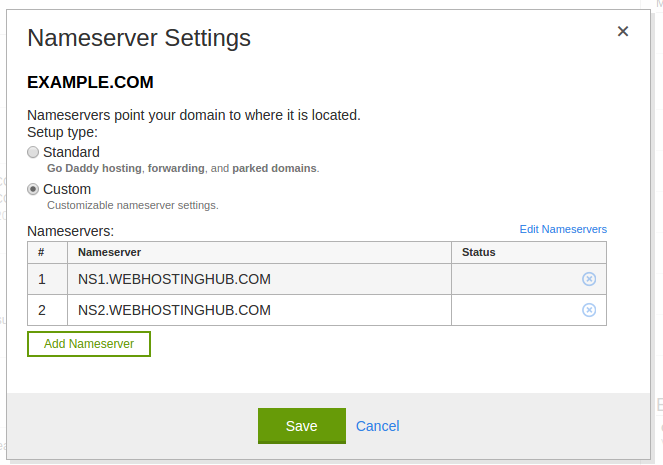 Nameserver Settings
EXAMPLE.COM
Nameservers point your domain to where it is located.
Setup type:
Standard
Go Daddy hosting, forwarding, and parked domains.
Custom
Customizable nameserver settings.
Nameservers: Edit Nameservers
# Nameserver Status
1 NS1.WEBHOSTINGHUB.COM
2 NS2.WEBHOSTINGHUB.COM
Add Nameserver
Save Cancel